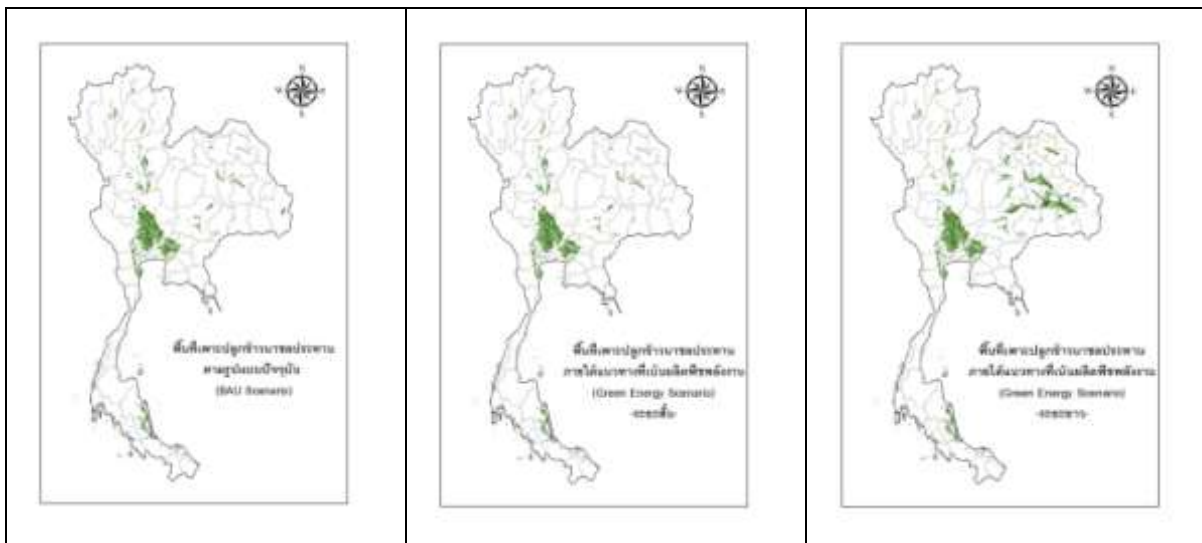 พื้นที่เพาะปลูกข้าวนาชลประทาน
ตามรูปแบบปัจจุบัน
(BAU Scenario)
พื้นที่เพาะปลูกข้าวนาชลประทาน
ภายใต้แนวทางที่เน้นผลิตพืชพลังงาน
(Green Energy Scenario)
-ระยะสั้น-
พื้นที่เพาะปลูกข้าวนาชลประทาน
ภายใต้แนวทางที่เน้นผลิตพืชพลังงาน
(Green Energy Scenario)
-ระยะยาว-